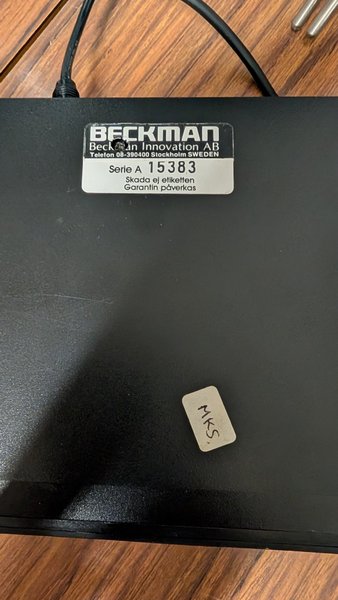 BECKMAN
Beckman Innovation AB
Telefon 08-390400 Stockholm SWEDEN
Serie A 15383
Skada ej etiketten
Garantin påverkas
MKS.